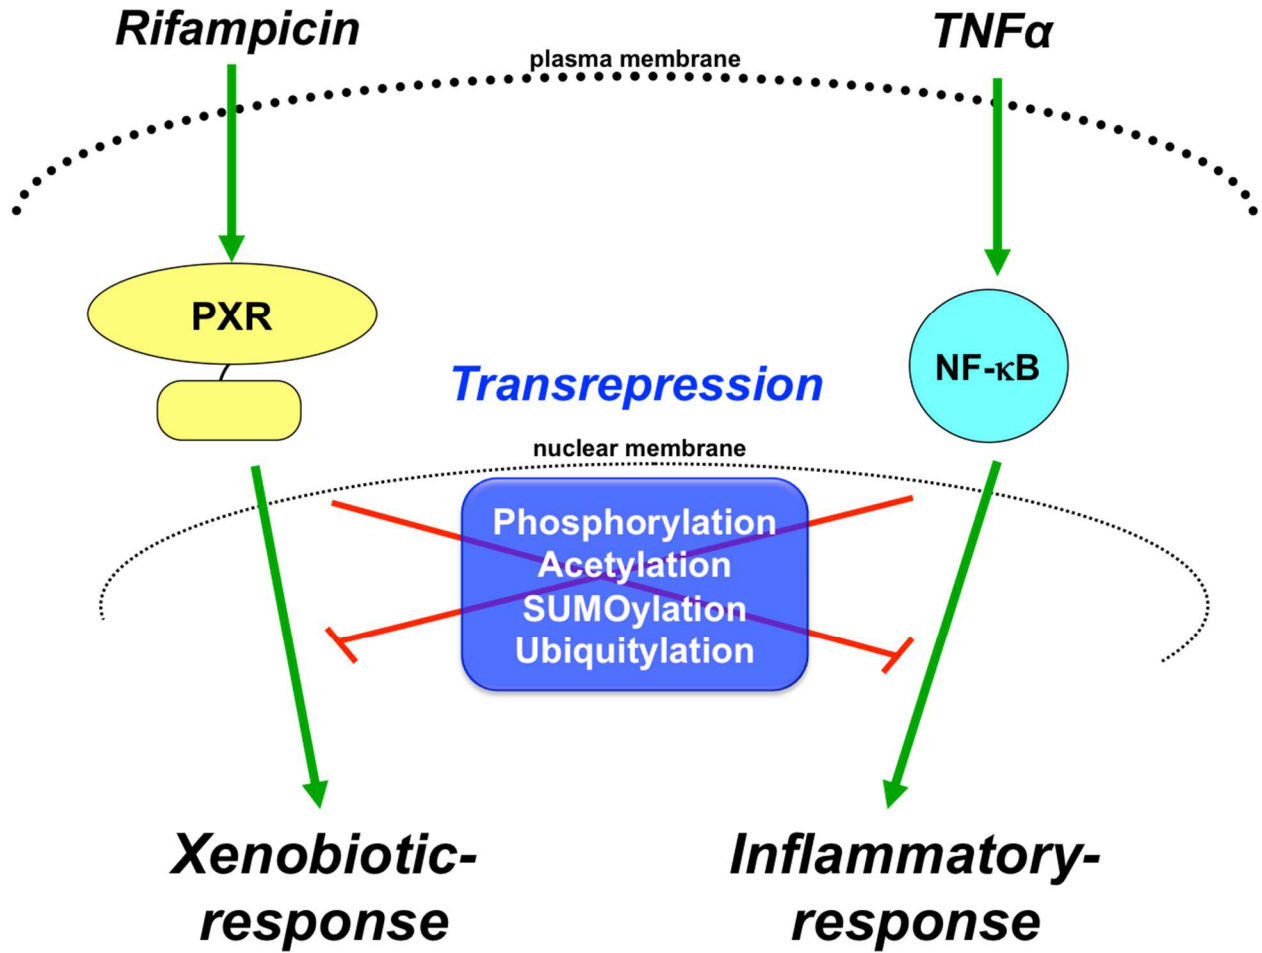 Rifampicin
TNFα
plasma membrane
PXR
NF-κB
Transrepression
nuclear membrane
Phosphorylation
Acetylation
SUMOylation
Ubiquitylation
Xenobiotic-
response
Inflammatory-
response